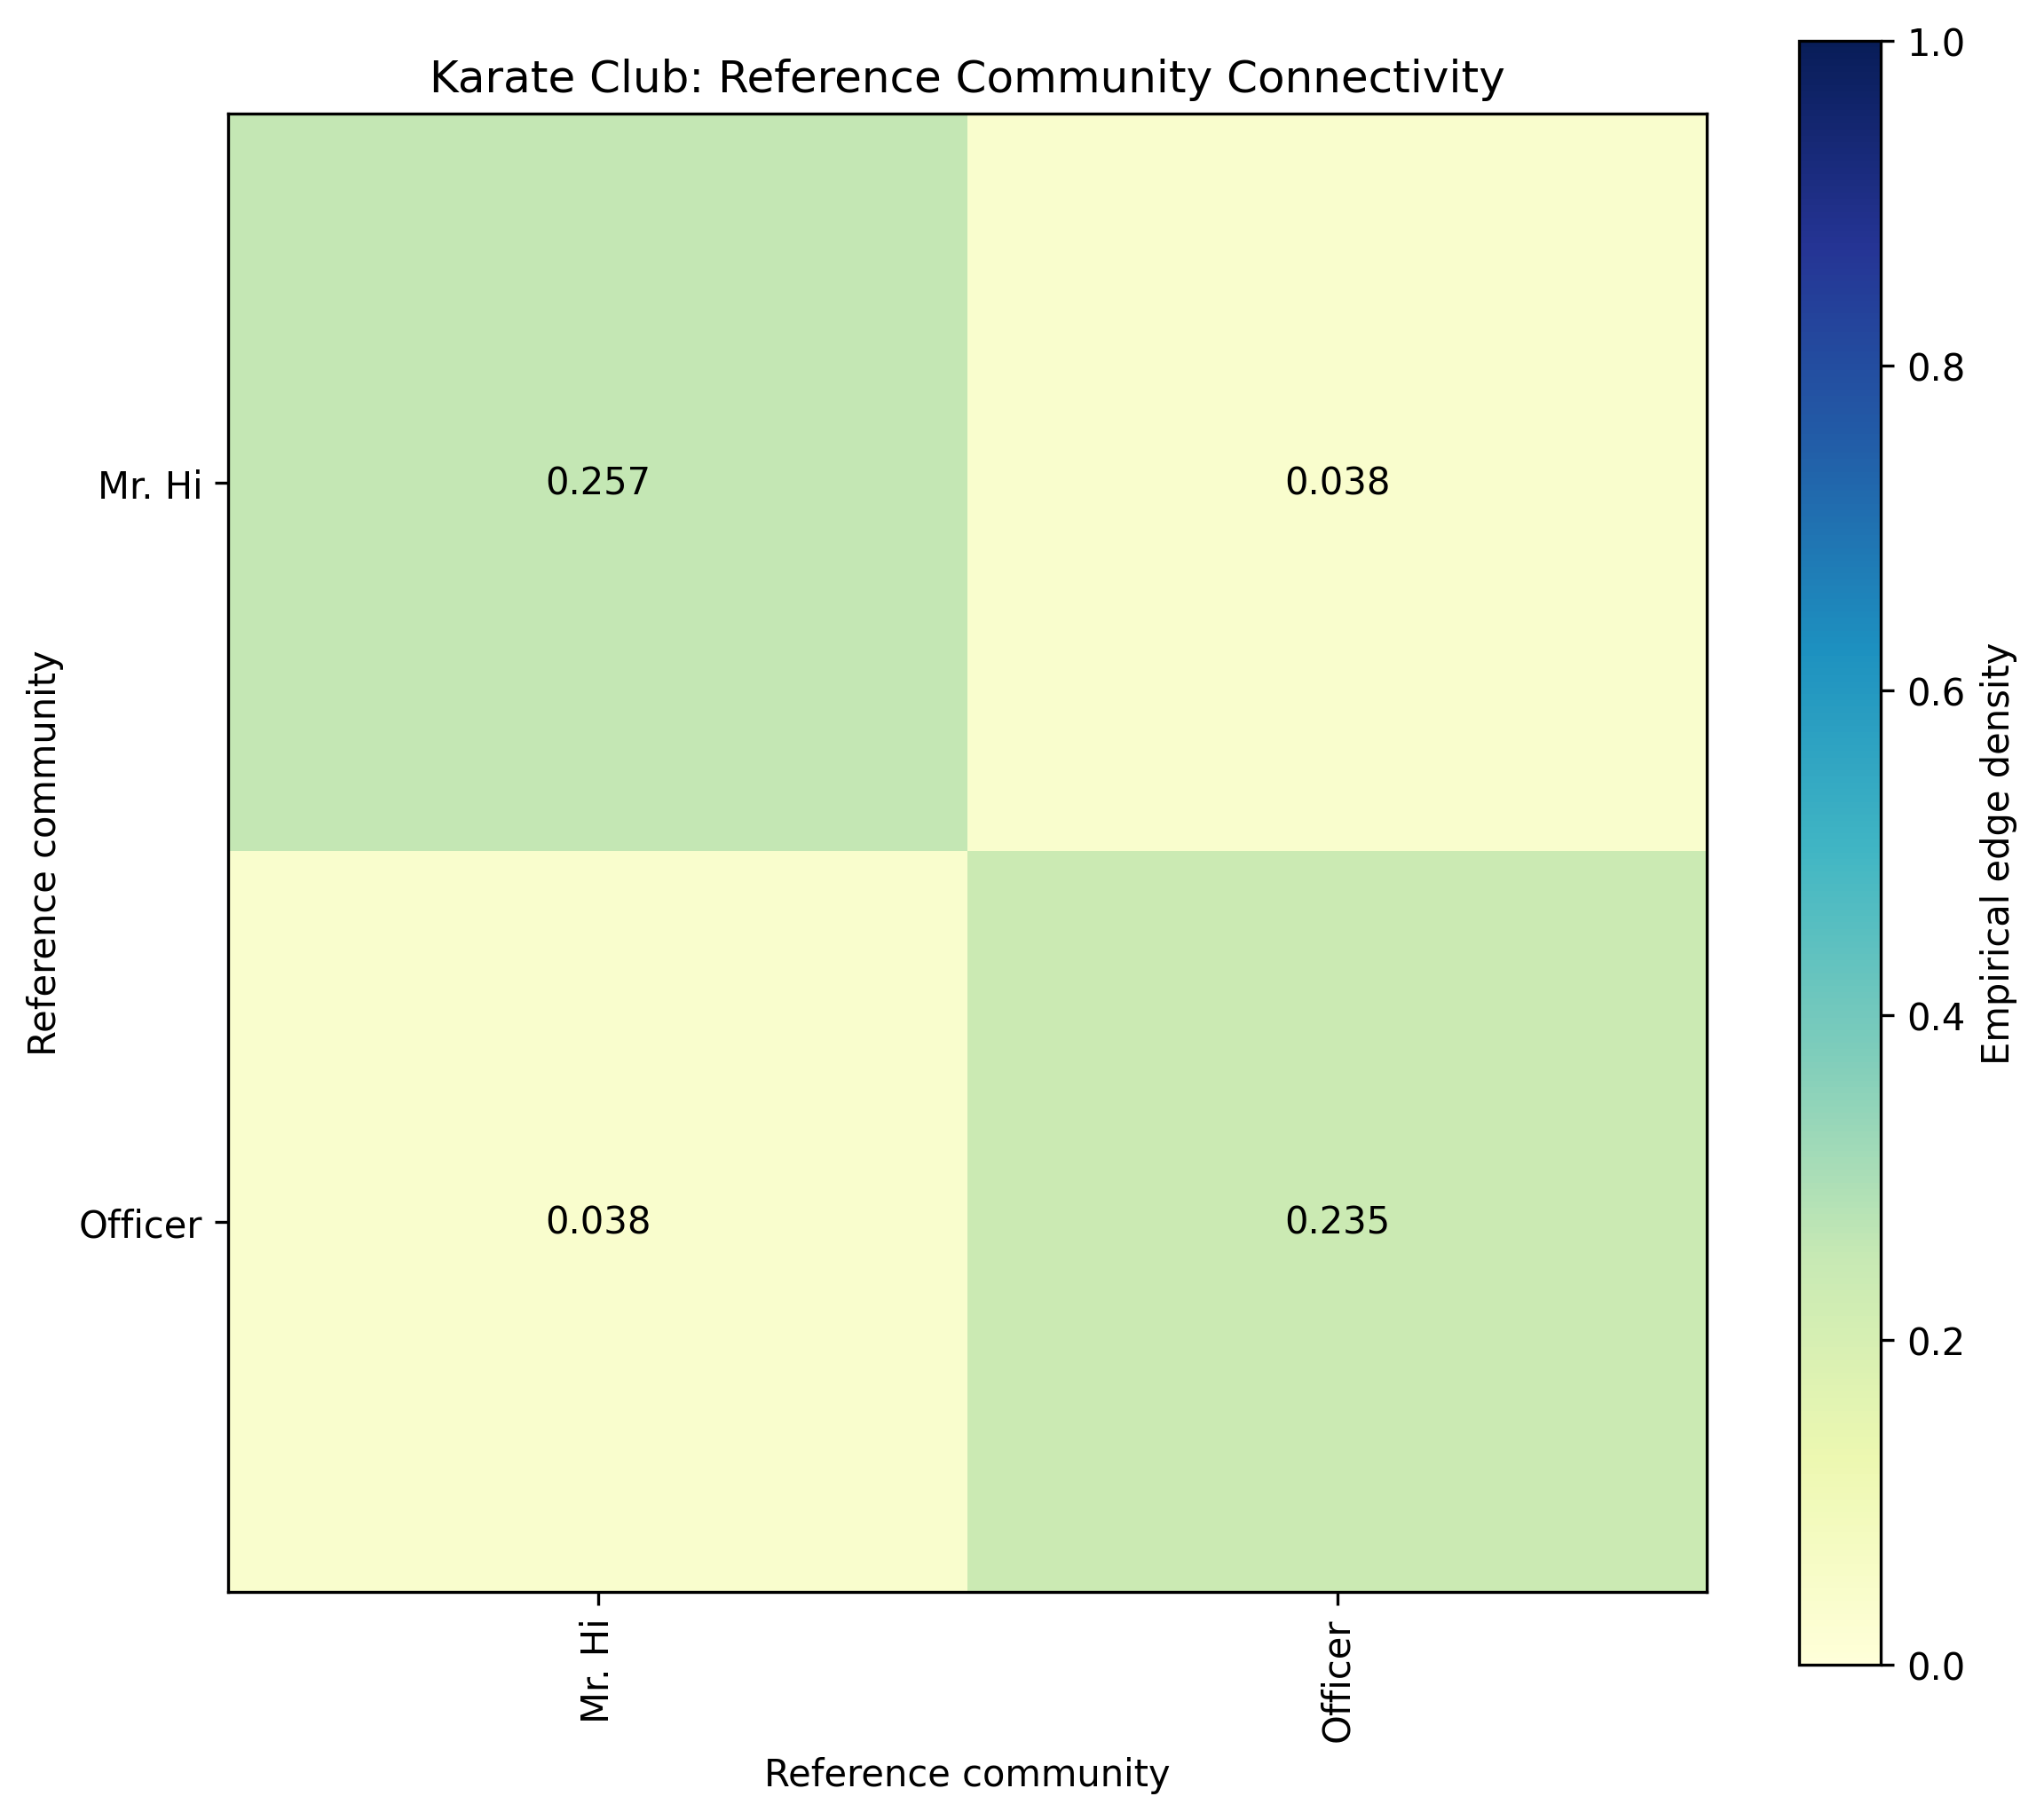 Karate Club: Reference Community Connectivity
Reference community
Mr. Hi
0.257
0.038
Officer
0.038
0.235
Mr. Hi
Officer
Reference community
1.0
0.8
0.6
0.4
0.2
0.0
Empirical edge density